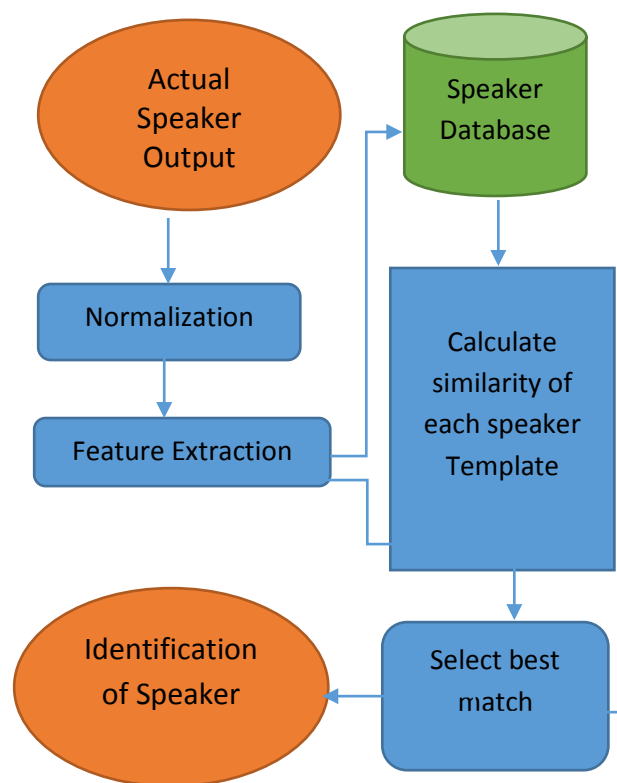 Actual
Speaker
Output
Speaker
Database
Normalization
Feature Extraction
Calculate
similarity of
each speaker
Template
Identification
of Speaker
Select best
match